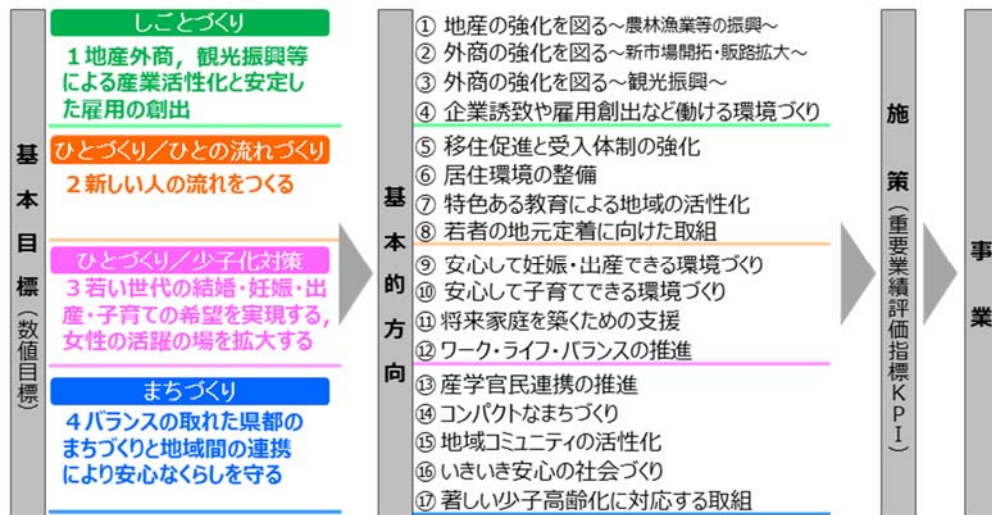 基本目標（数値目標）
しごとづくり
１地産外商，観光振興等
による産業活性化と安定し
た雇用の創出
ひとづくり／ひとの流れづくり
２新しい人の流れをつくる
ひとづくり／少子化対策
３若い世代の結婚・妊娠・出
産・子育ての希望を実現する，
女性の活躍の場を拡大する
まちづくり
４バランスの取れた県都の
まちづくりと地域間の連携
により安心なくらしを守る
基本的方向
① 地産の強化を図る～農林漁業等の振興～
② 外商の強化を図る～新市場開拓・販路拡大～
③ 外商の強化を図る～観光振興～
④ 企業誘致や雇用創出など働ける環境づくり
⑤ 移住促進と受入体制の強化
⑥ 居住環境の整備
⑦ 特色ある教育による地域の活性化
⑧ 若者の地元定着に向けた取組
⑨ 安心して妊娠・出産できる環境づくり
⑩ 安心して子育てできる環境づくり
⑪ 将来家庭を築くための支援
⑫ ワーク・ライフ・バランスの推進
⑬ 産学官民連携の推進
⑭ コンパクトなまちづくり
⑮ 地域コミュニティの活性化
⑯ いきいき安心の社会づくり
⑰ 著しい少子高齢化に対応する取組
施策（重要業績評価指標ＫＰＩ）
事業